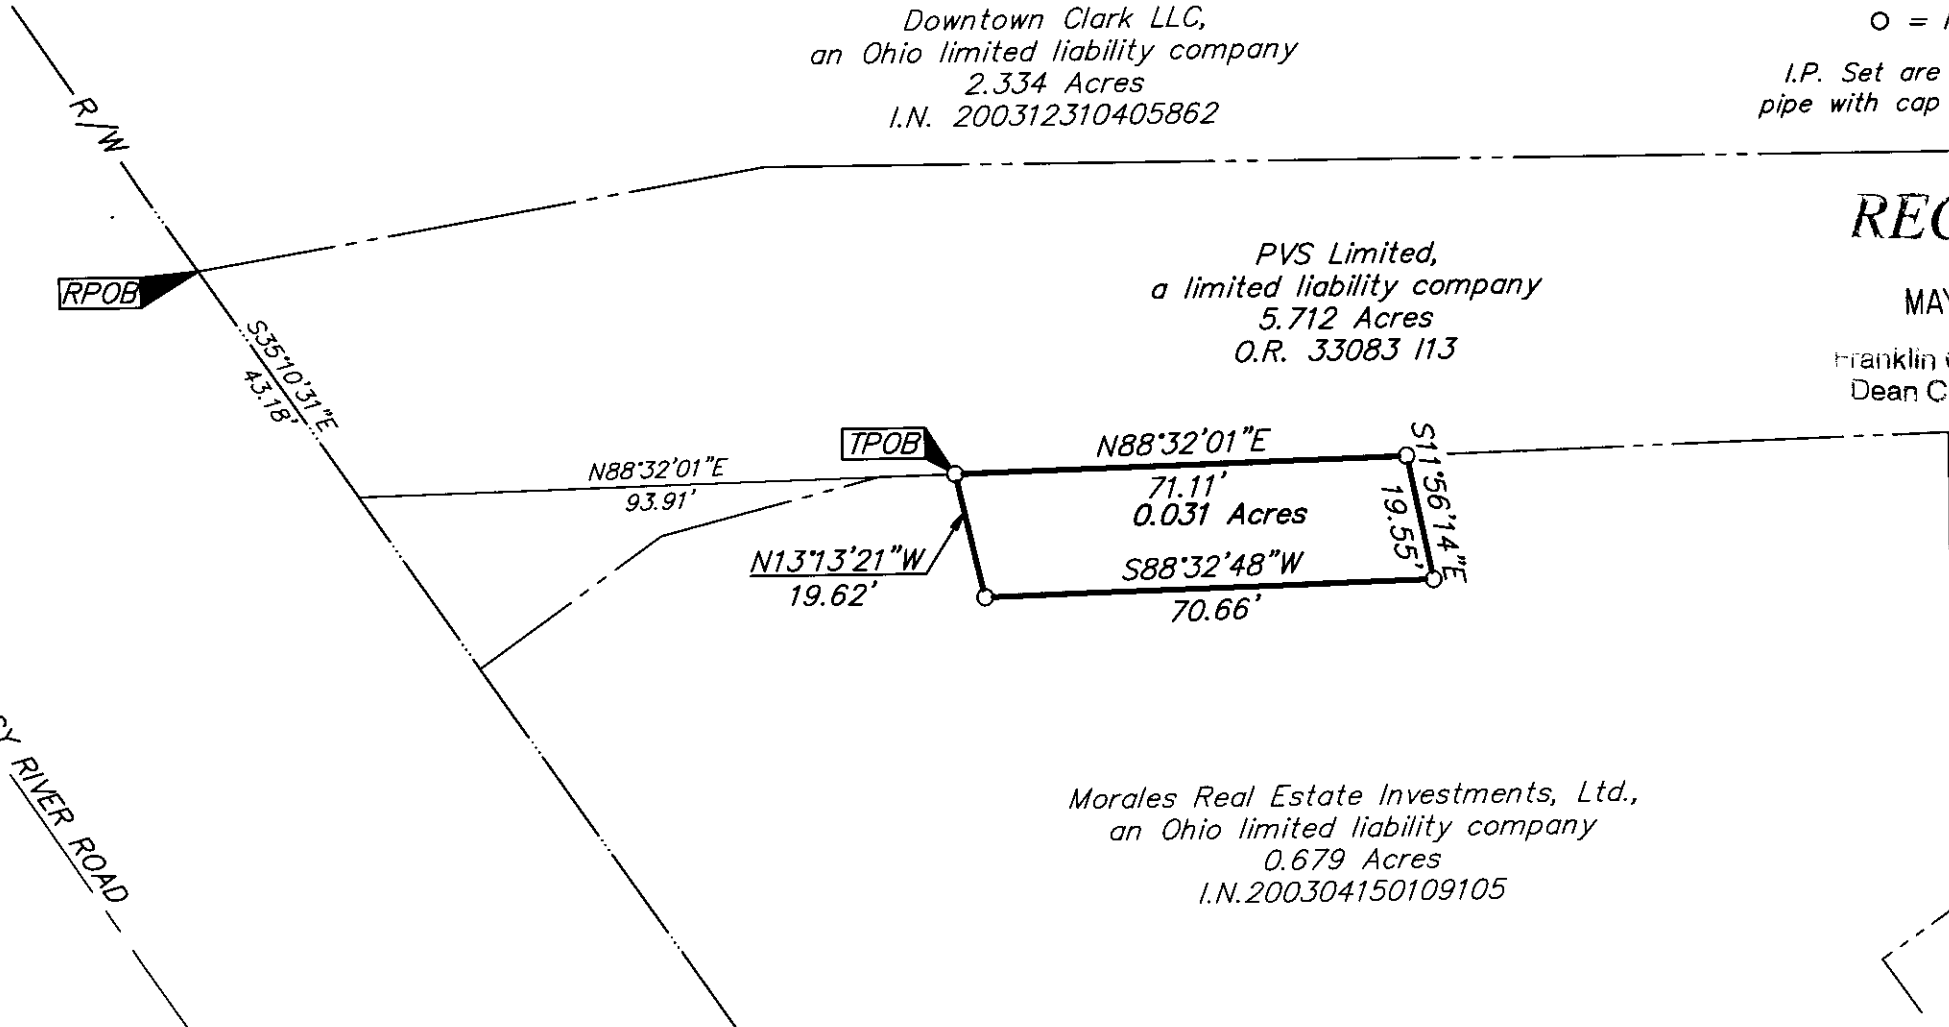 Downtown Clark LLC,
an Ohio limited liability company
2.334 Acres
I.N. 200312310405862
O =
I.P. Set are
pipe with cap
R/W
RPOB
S35°10'31"E
43.18'
PVS Limited,
a limited liability company
5.712 Acres
O.R. 33083 I13
MAY
Franklin
Dean C
TPOB
N88°32'01"E
93.91'
N88°32'01"E
71.11'
0.031 Acres
S11°56'14"E
19.55'
N13°13'21"W
19.62'
S88°32'48"W
70.66'
RIVER ROAD
Morales Real Estate Investments, Ltd.,
an Ohio limited liability company
0.679 Acres
I.N.200304150109105